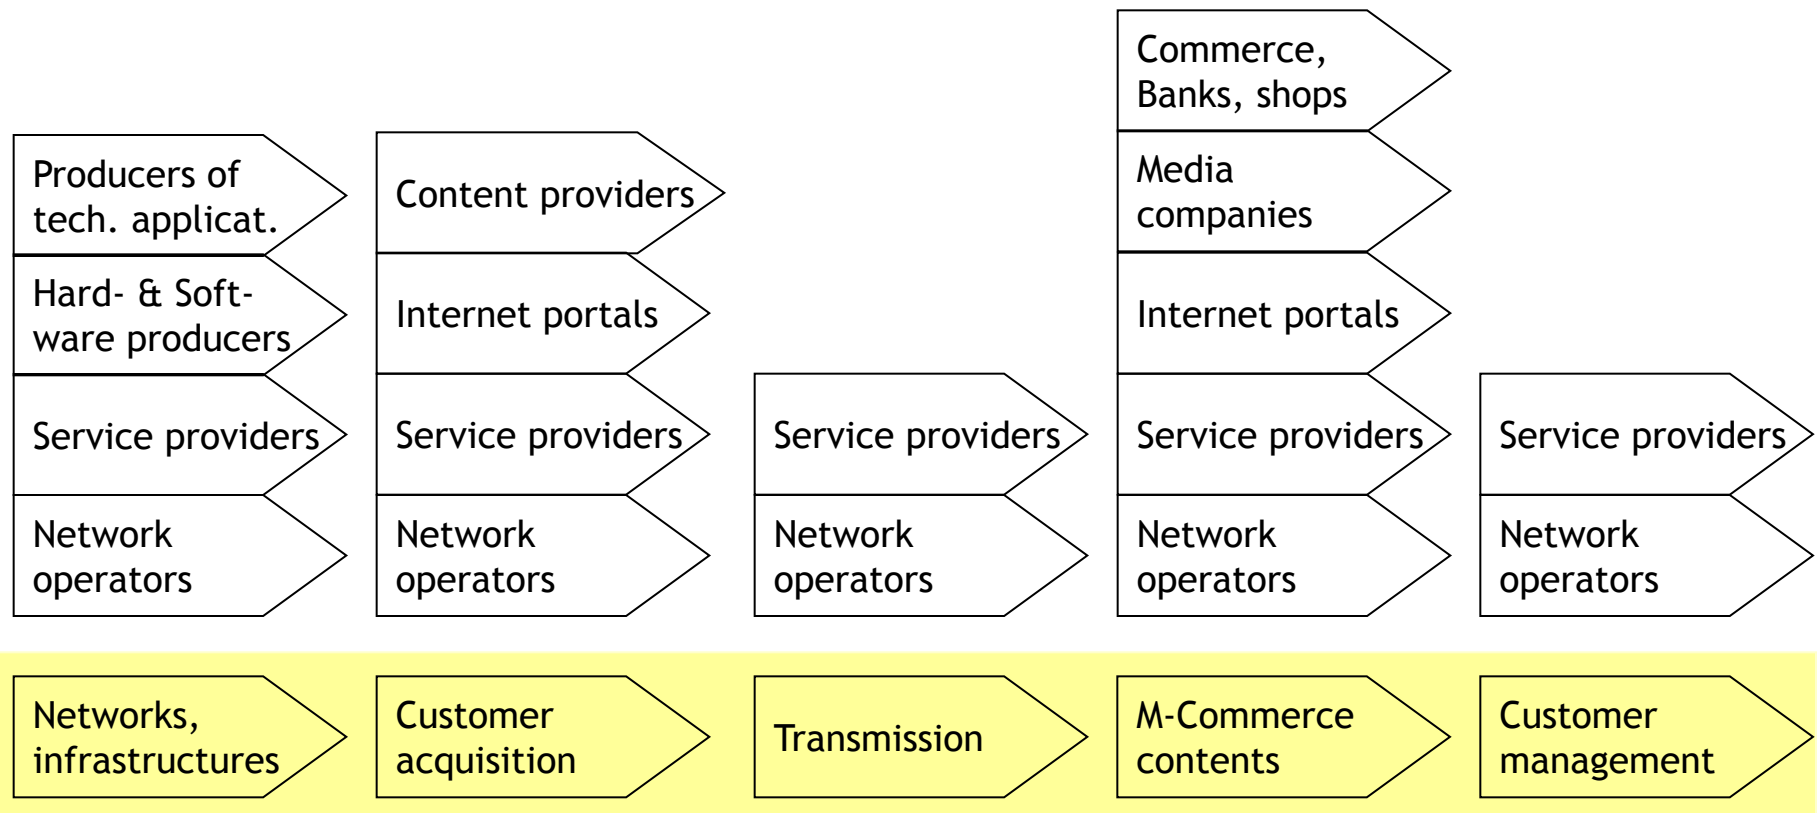 Producers of
tech. applicat.
Hard- & Soft-
ware producers
Service providers
Network
operators
Content providers
Internet portals
Service providers
Network
operators
Service providers
Network
operators
Commerce,
Banks, shops
Media
companies
Internet portals
Service providers
Network
operators
Service providers
Network
operators
Networks,
infrastructures
Customer
acquisition
Transmission
M-Commerce
contents
Customer
management